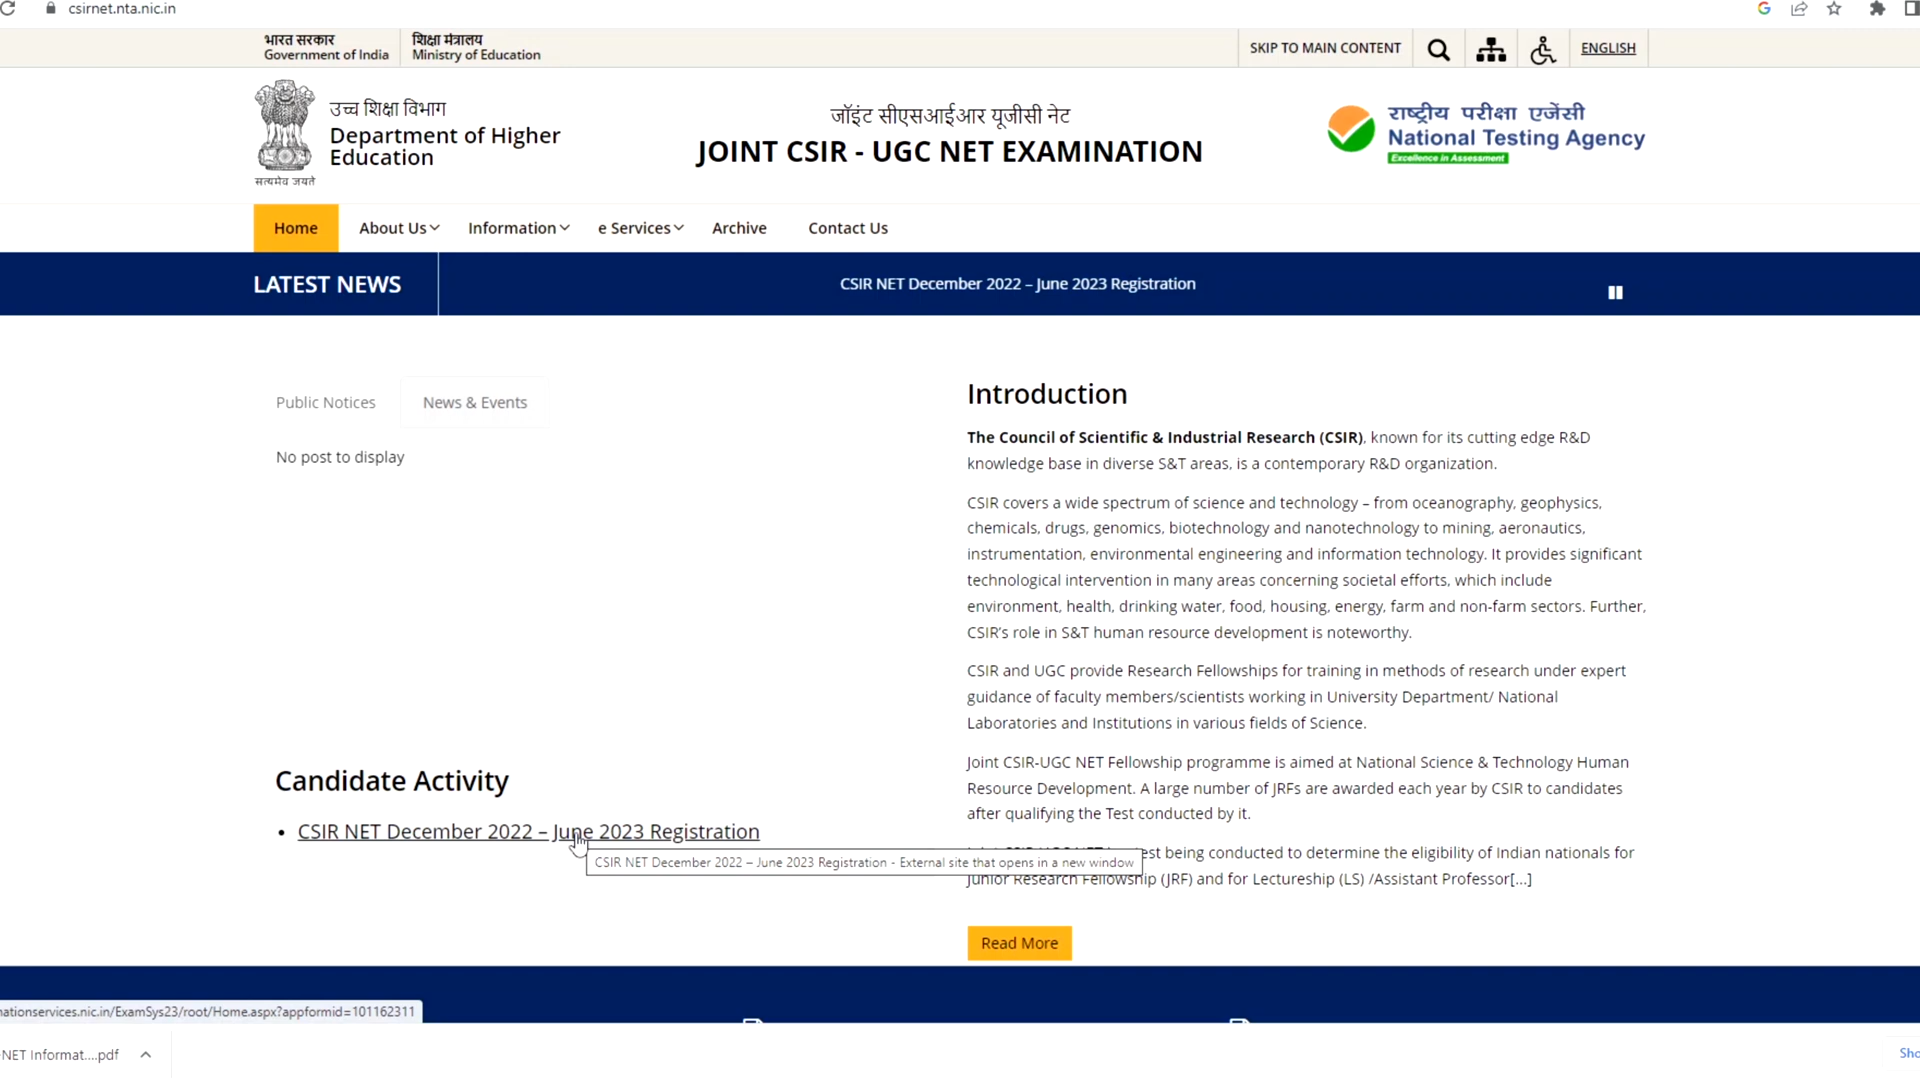 csirnet.nta.nic.in
भारत सरकार
Government of India
शिक्षा मंत्रालय
Ministry of Education
SKIP TO MAIN CONTENT
ENGLISH
उच्च शिक्षा विभाग
Department of Higher
Education
सत्यमेव जयते
जॉइंट सीएसआईआर यूजीसी नेट
JOINT CSIR - UGC NET EXAMINATION
राष्ट्रीय परीक्षा एजेंसी
National Testing Agency
Excellence in Assessment
Home
About Us
Information
e Services
Archive
Contact Us
LATEST NEWS
CSIR NET December 2022 – June 2023 Registration
Public Notices
News & Events
No post to display
Candidate Activity
CSIR NET December 2022 – June 2023 Registration
CSIR NET December 2022 – June 2023 Registration - External site that opens in a new window
Introduction
The Council of Scientific & Industrial Research (CSIR), known for its cutting edge R&D
knowledge base in diverse S&T areas, is a contemporary R&D organization.
CSIR covers a wide spectrum of science and technology – from oceanography, geophysics,
chemicals, drugs, genomics, biotechnology and nanotechnology to mining, aeronautics,
instrumentation, environmental engineering and information technology. It provides significant
technological intervention in many areas concerning societal efforts, which include
environment, health, drinking water, food, housing, energy, farm and non-farm sectors. Further,
CSIR's role in S&T human resource development is noteworthy.
CSIR and UGC provide Research Fellowships for training in methods of research under expert
guidance of faculty members/scientists working in University Department/ National
Laboratories and Institutions in various fields of Science.
Joint CSIR-UGC NET Fellowship programme is aimed at National Science & Technology Human
Resource Development. A large number of JRFs are awarded each year by CSIR to candidates
after qualifying the Test conducted by it.
est being conducted to determine the eligibility of Indian nationals for
Junior Research Fellowship (JRF) and for Lectureship (LS) /Assistant Professor[...]
Read More
nationservices.nic.in/ExamSys23/root/Home.aspx?appformid=101162311
NET Informat....pdf
Sho